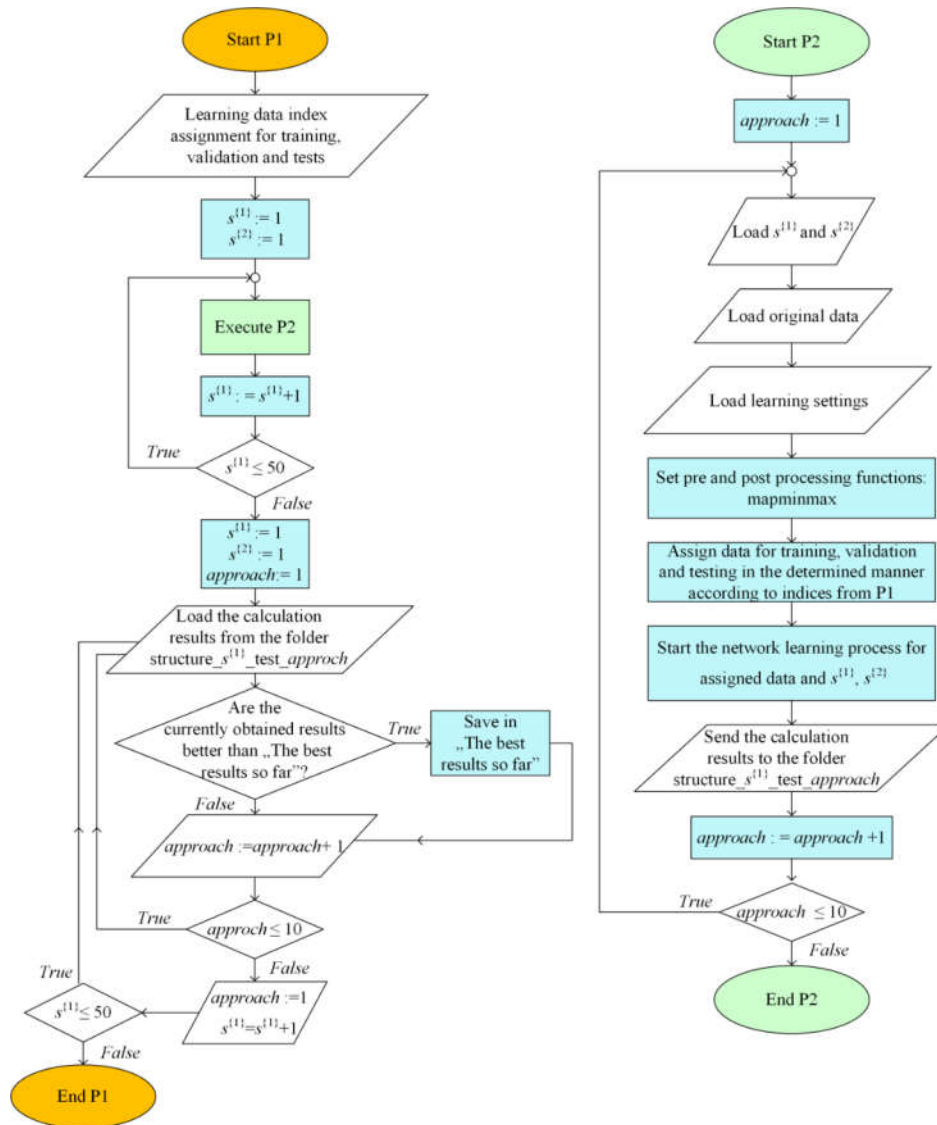 Start P1
Learning data index
assignment for training,
validation and tests
s^{1} := 1
s^{2} := 1
Execute P2
s^{1} : = s^{1}+1
True
s^{1} ≤ 50
False
s^{1} := 1
s^{2} := 1
approach:= 1
Load the calculation
results from the folder
structure_s^{1}_test_approch
Are the
currently obtained results
better than „The best
results so far”?
True
Save in
„The best
results so far”
False
approach :=approach+ 1
True
approch ≤ 10
False
approach :=1
s^{1}=s^{1}+1
True
s^{1} ≤ 50
False
End P1
Start P2
approach := 1
Load s^{1} and s^{2}
Load original data
Load learning settings
Set pre and post processing functions:
mapminmax
Assign data for training, validation
and testing in the determined manner
according to indices from P1
Start the network learning process for
assigned data and s^{1}, s^{2}
Send the calculation
results to the folder
structure_s^{1}_test_approach
approach : = approach +1
True
approach ≤ 10
False
End P2